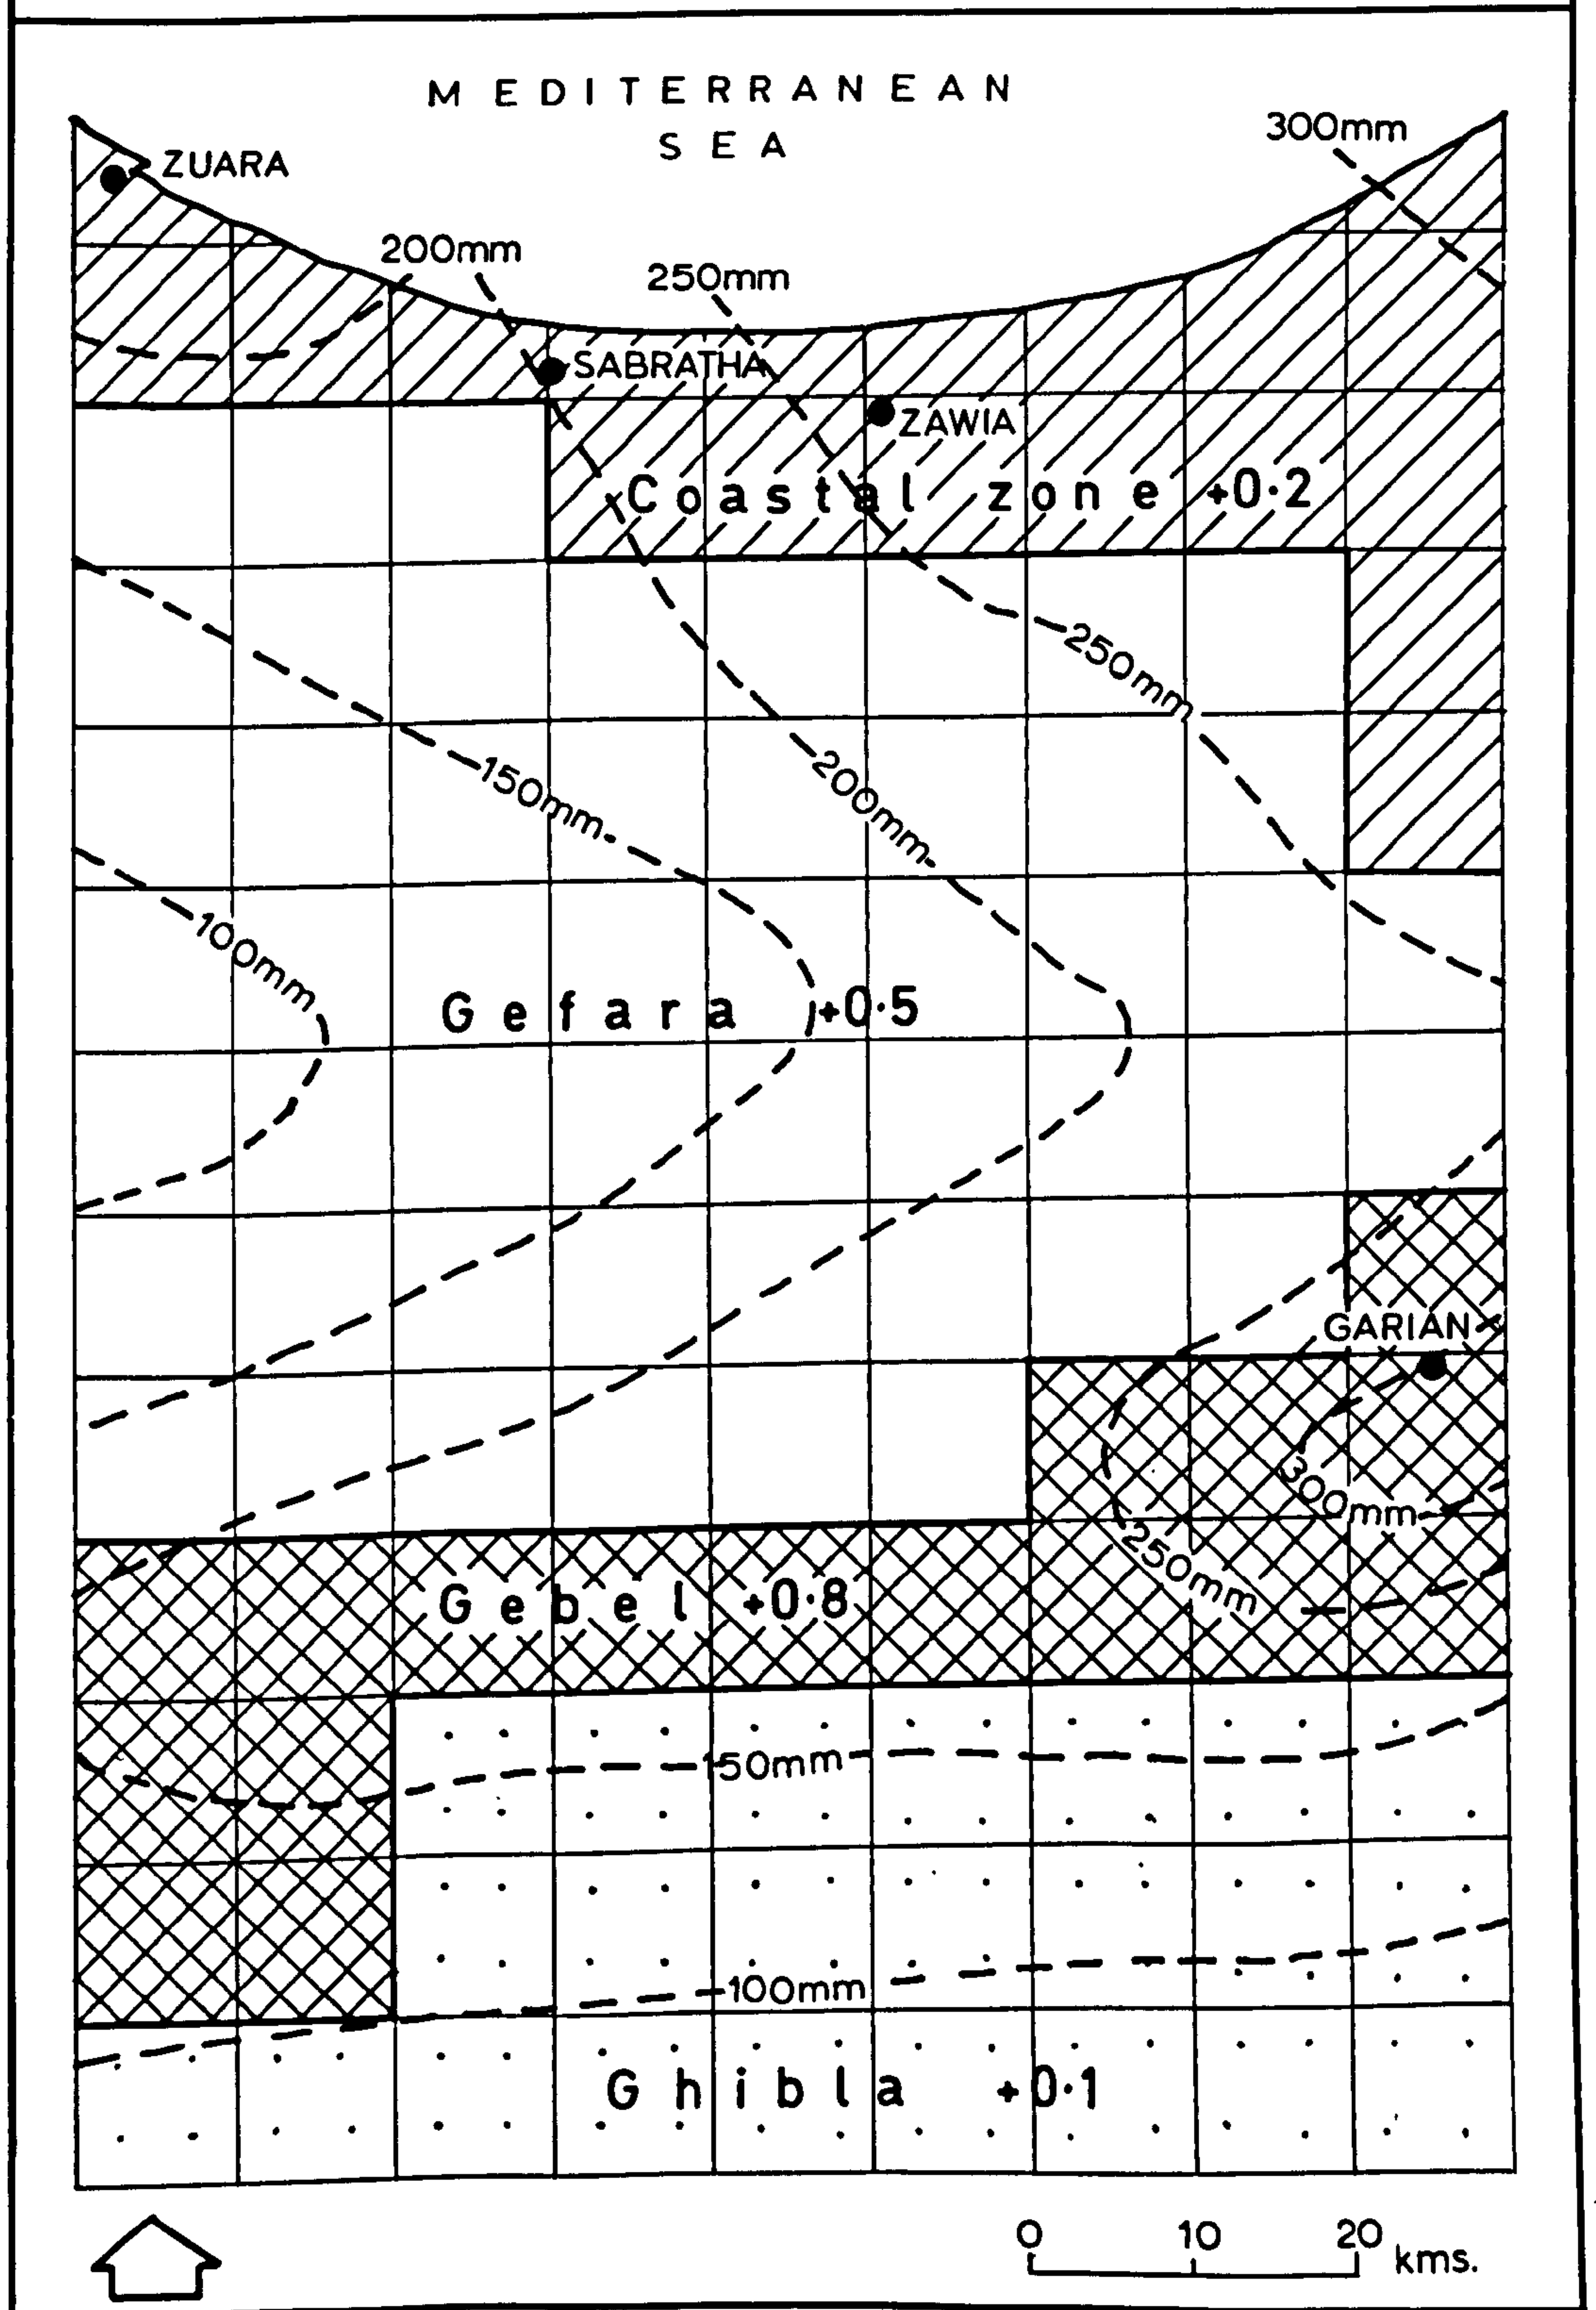 MEDITERRANEAN
SEA
300mm
ZUARA
200mm
250mm
SABRATHA
ZAWIA
Coastal zone +0·2
250mm
150mm
200mm
100mm
Gefara +0·5
GARIAN
300mm
250mm
Gebel +0·8
150mm
100mm
Ghibla +0·1
0 10 20 kms.